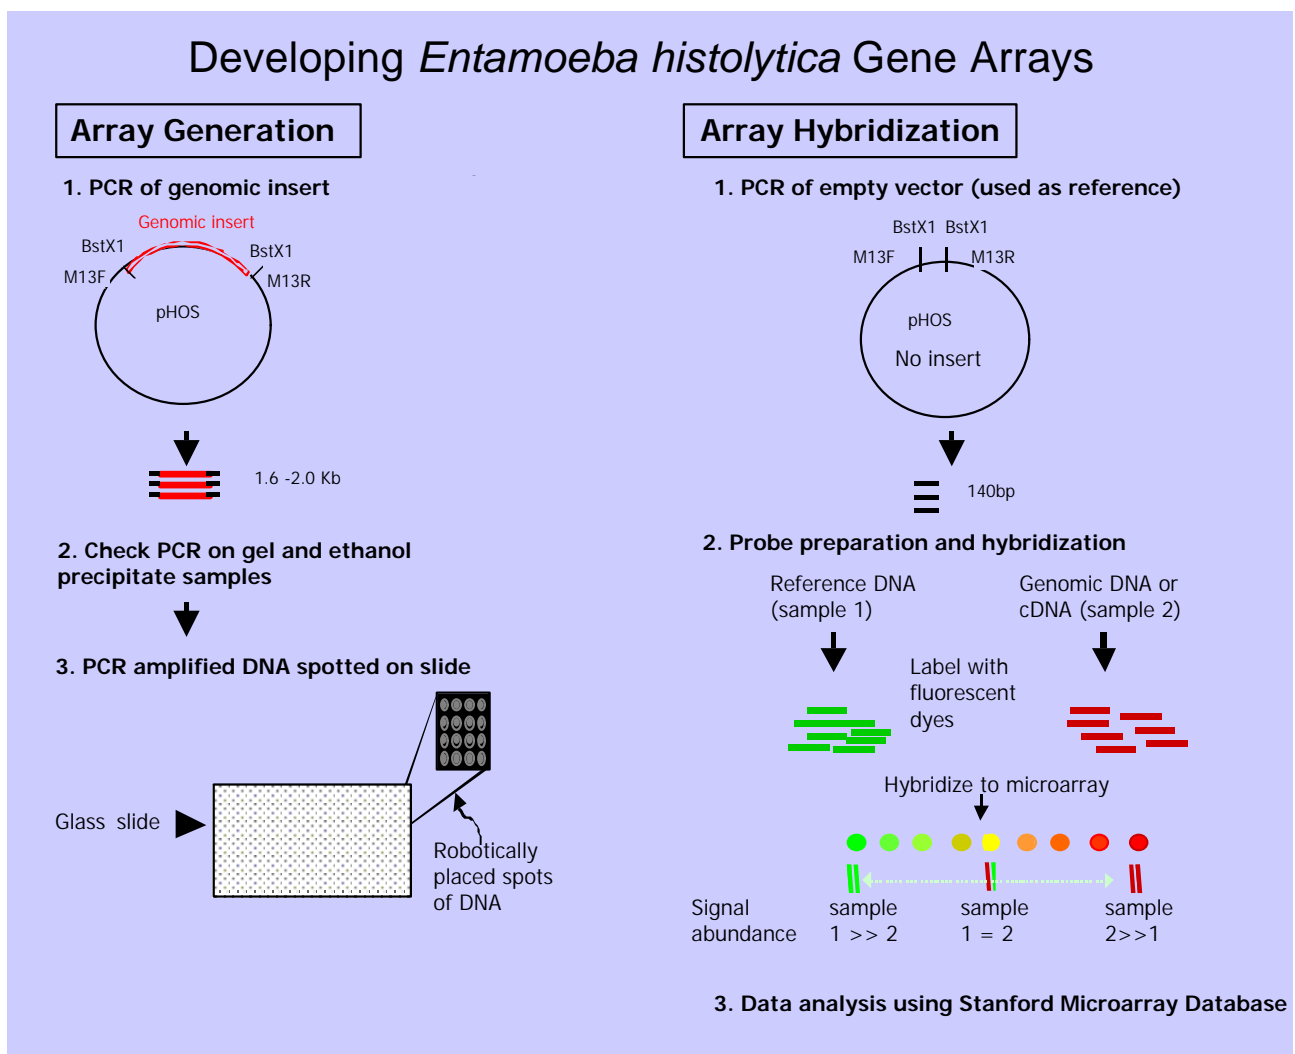 Developing Entamoeba histolytica Gene Arrays
Array Generation
1. PCR of genomic insert
Genomic insert
BstX1
BstX1
M13F
M13R
pHOS
1.6 -2.0 Kb
2. Check PCR on gel and ethanol
precipitate samples
3. PCR amplified DNA spotted on slide
Glass slide
Robotically
placed spots
of DNA
Array Hybridization
1. PCR of empty vector (used as reference)
BstX1 BstX1
M13F
M13R
pHOS
No insert
140bp
2. Probe preparation and hybridization
Reference DNA
(sample 1)
Genomic DNA or
cDNA (sample 2)
Label with
fluorescent
dyes
Hybridize to microarray
Signal
abundance
sample
1 >> 2
sample
1 = 2
sample
2>>1
3. Data analysis using Stanford Microarray Database